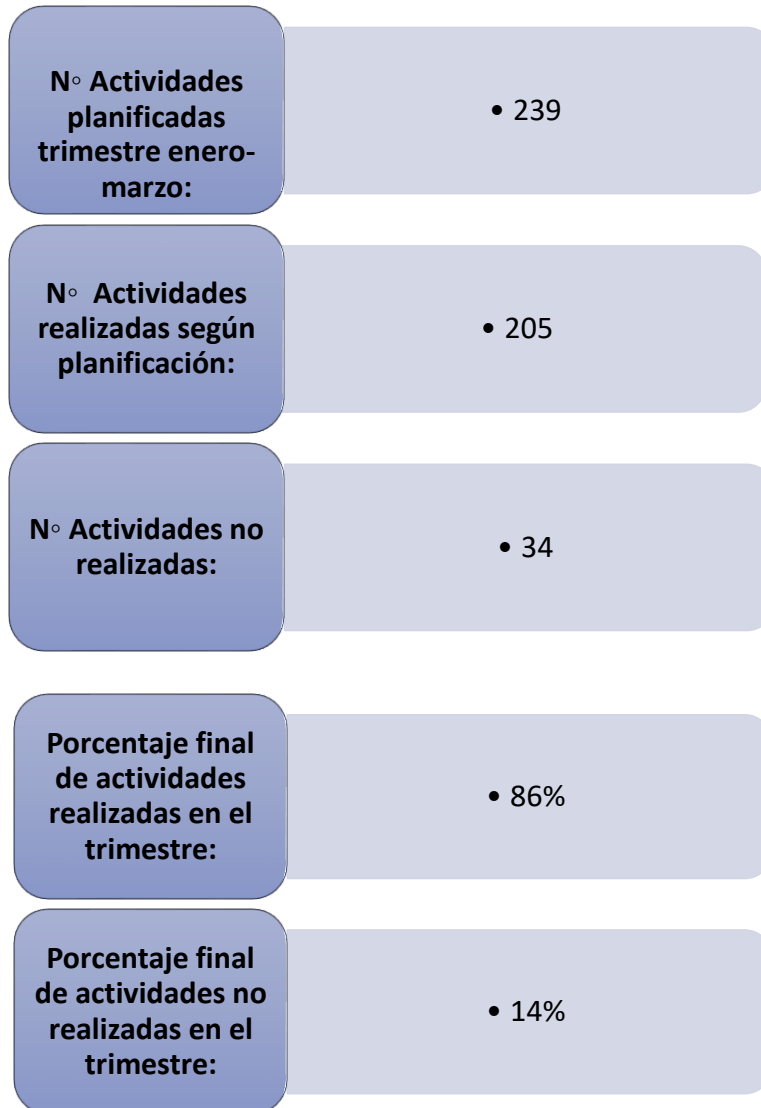 N◦ Actividades
planificadas
trimestre enero-
marzo:
• 239
N◦ Actividades
realizadas según
planificación:
• 205
N◦ Actividades no
realizadas:
• 34
Porcentaje final
de actividades
realizadas en el
trimestre:
• 86%
Porcentaje final
de actividades no
realizadas en el
trimestre:
• 14%